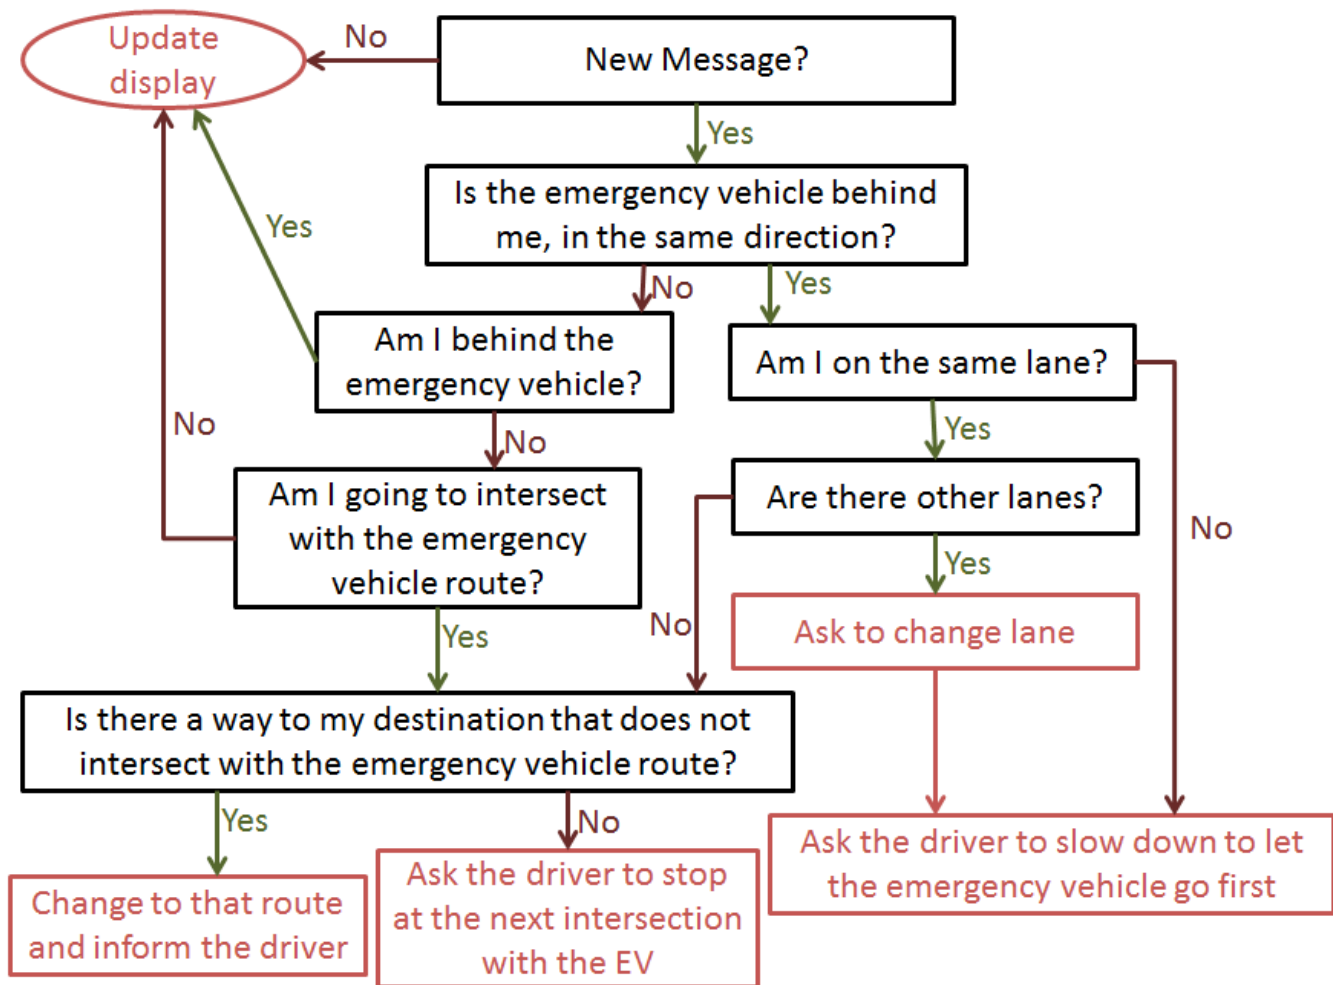 Update
display
No
New Message?
Yes
Is the emergency vehicle behind
me, in the same direction?
Yes
No
Yes
Am I behind the
emergency vehicle?
Am I on the same lane?
No
No
Yes
Am I going to intersect
with the emergency
vehicle route?
Are there other lanes?
No
Yes
Yes
No
Ask to change lane
Is there a way to my destination that does not
intersect with the emergency vehicle route?
Yes
No
Change to that route
and inform the driver
Ask the driver to stop
at the next intersection
with the EV
Ask the driver to slow down to let
the emergency vehicle go first